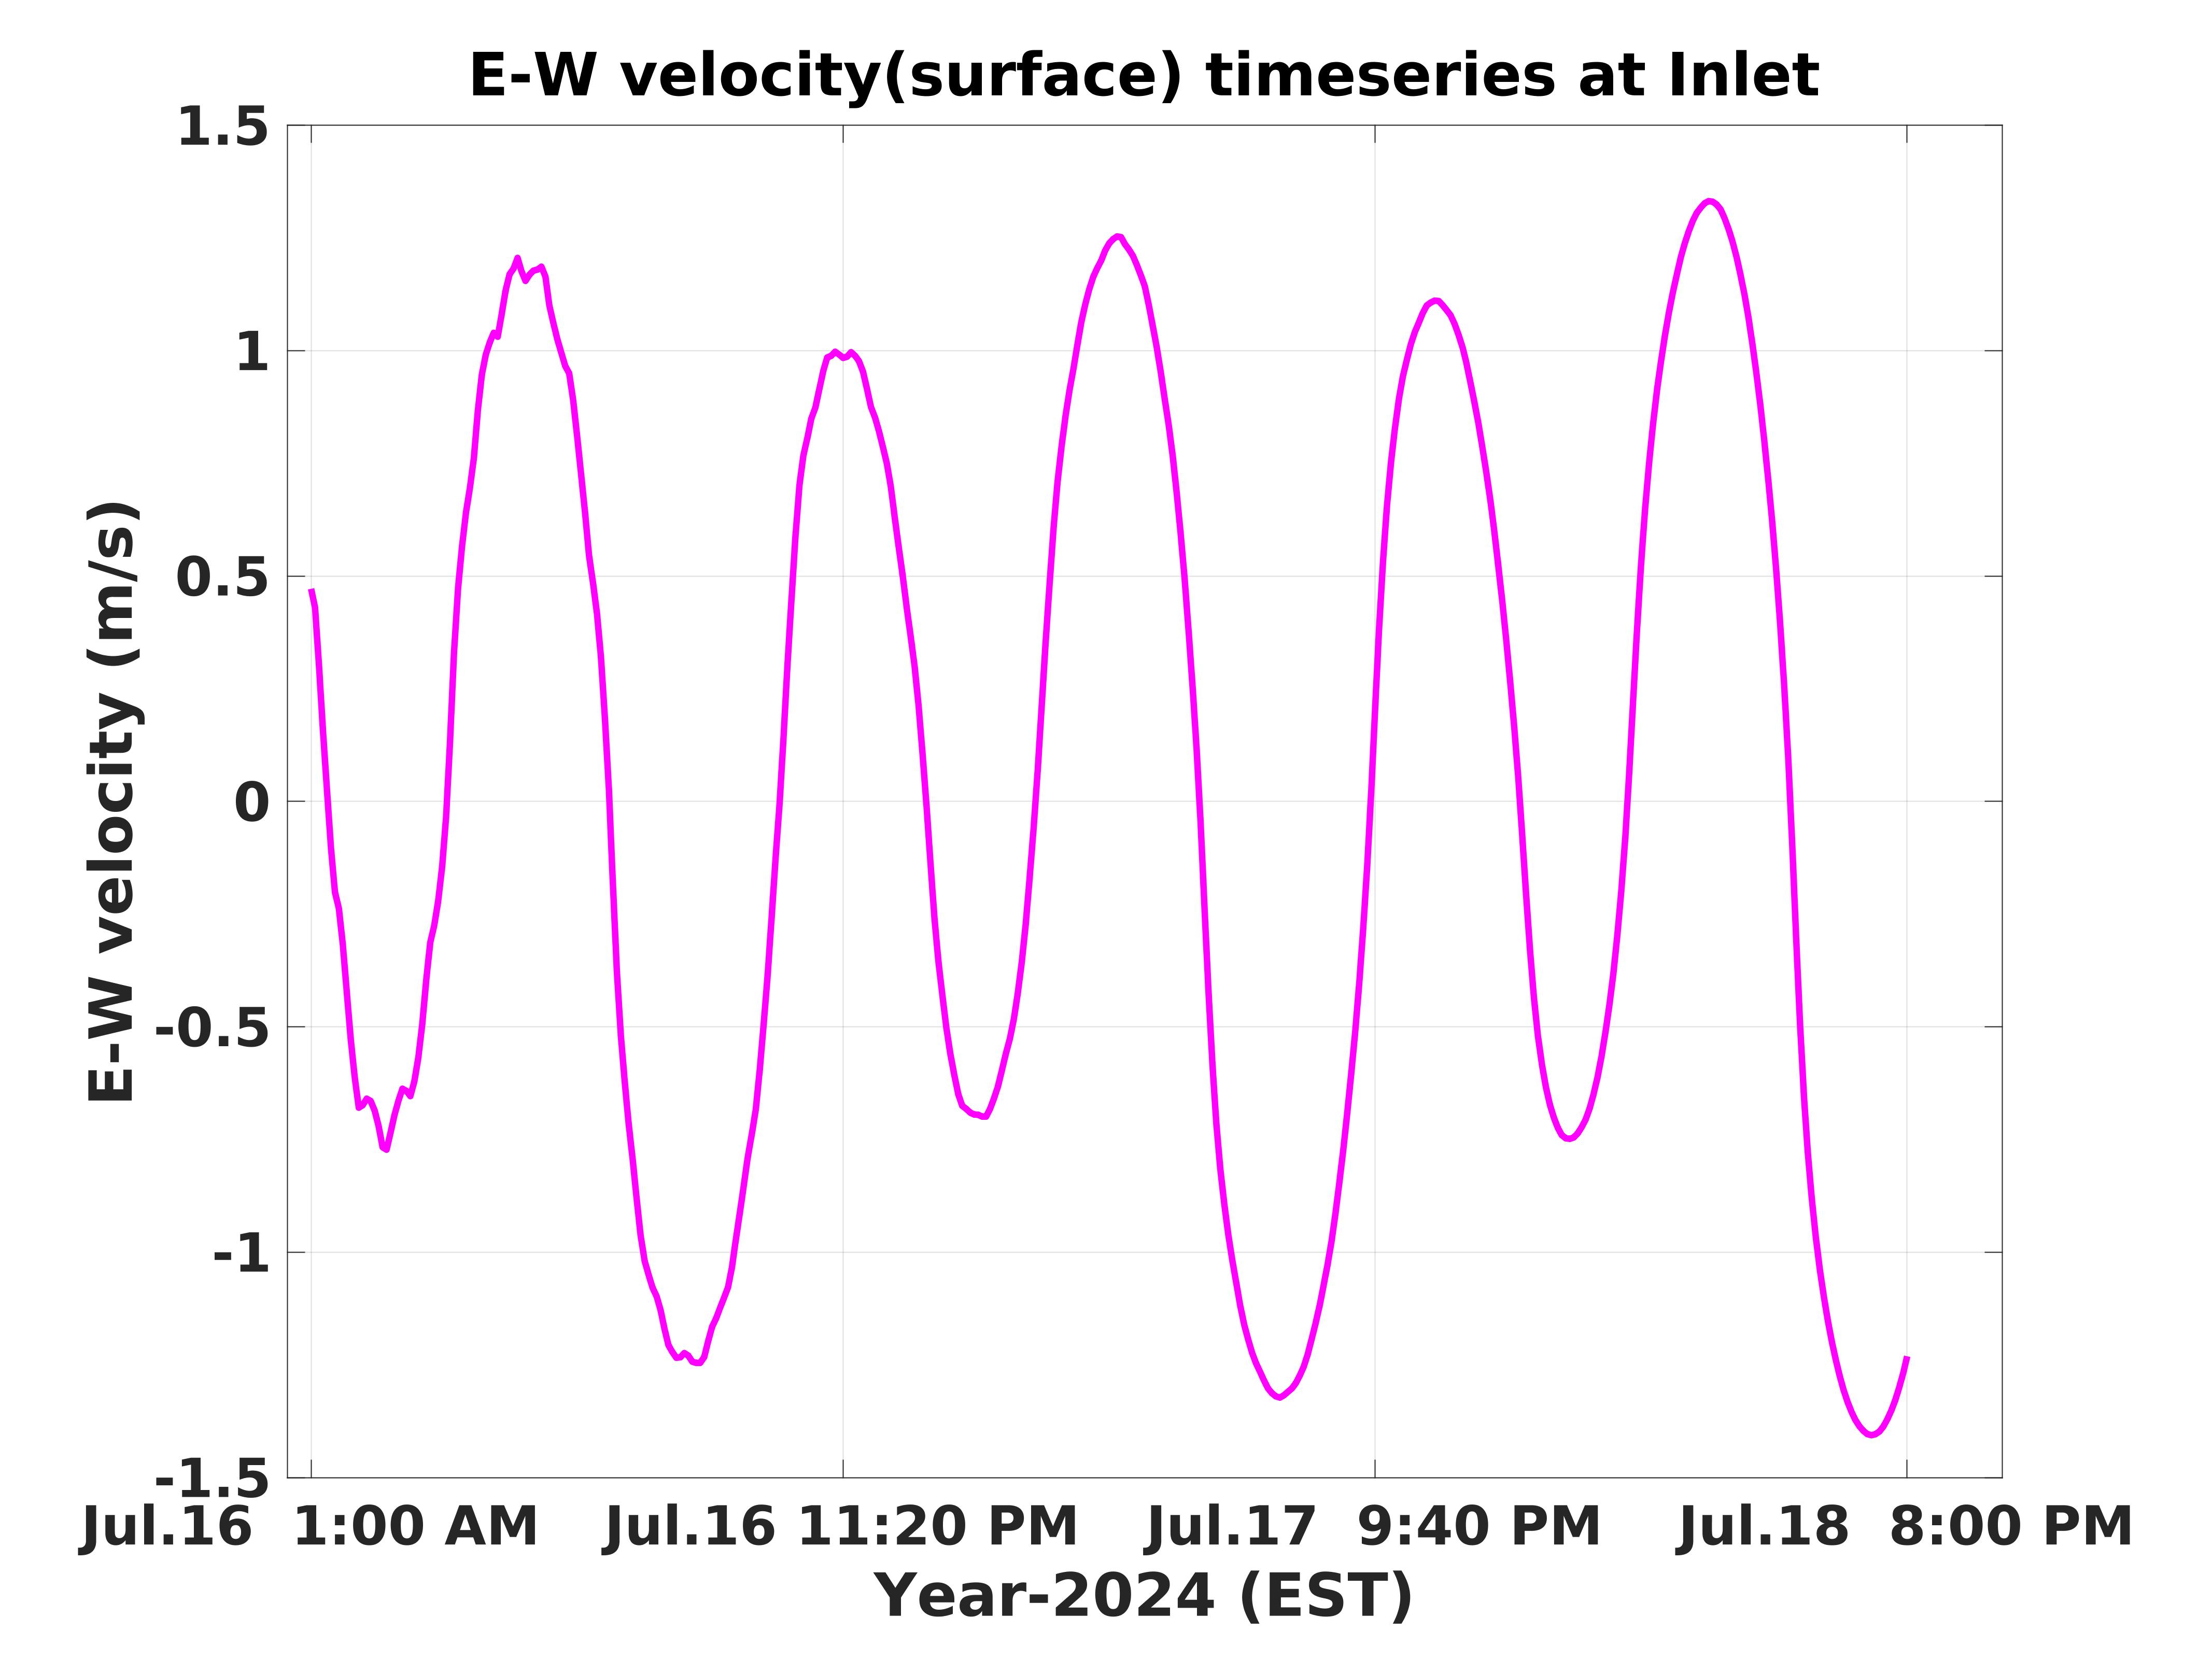 E-W velocity(surface) timeseries at Inlet
E-W velocity (m/s)
1.5
1
0.5
0
-0.5
-1
-1.5
Jul.16 1:00 AM Jul.16 11:20 PM Jul.17 9:40 PM Jul.18 8:00 PM
Year-2024 (EST)